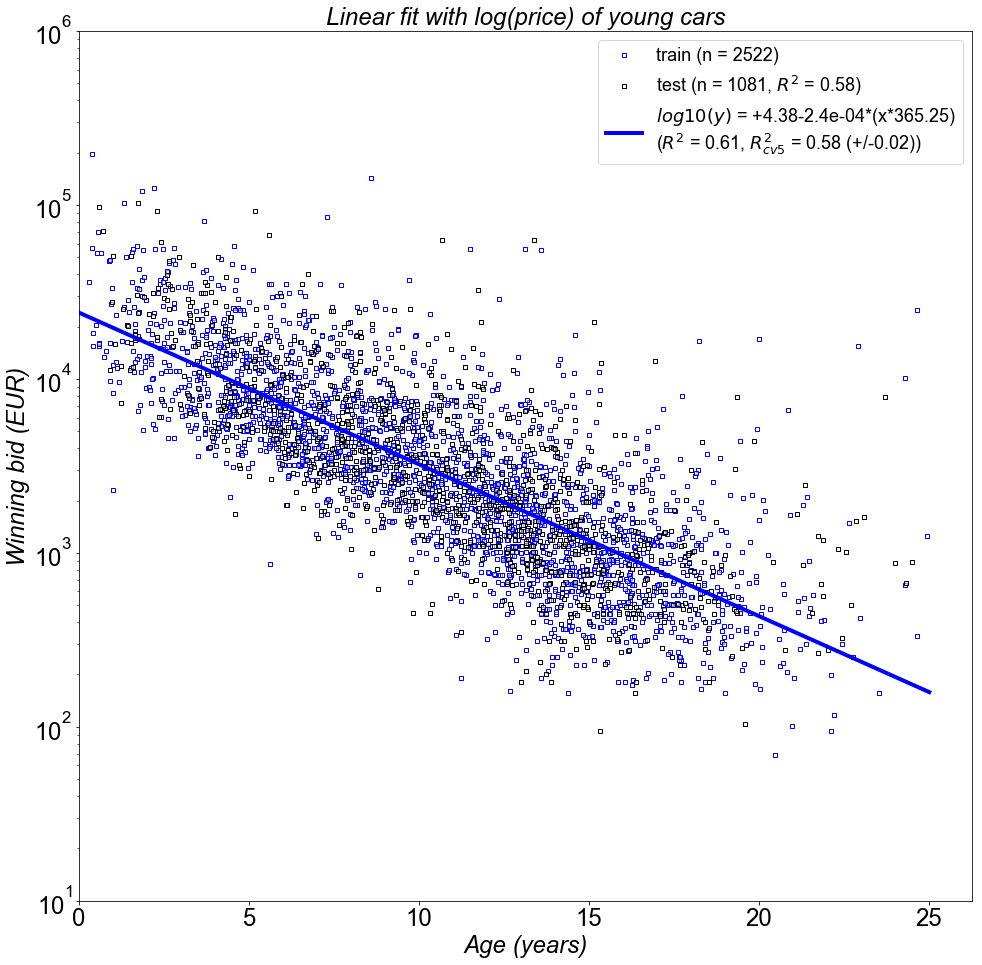 Linear fit with log(price) of young cars
train (n = 2522)
test (n = 1081, R² = 0.58)
log10(y) = +4.38-2.4e-04*(x*365.25)
(R² = 0.61, R²cv5 = 0.58 (+/-0.02))
Winning bid (EUR)
10⁶
10⁵
10⁴
10³
10²
10¹
0 5 10 15 20 25
Age (years)